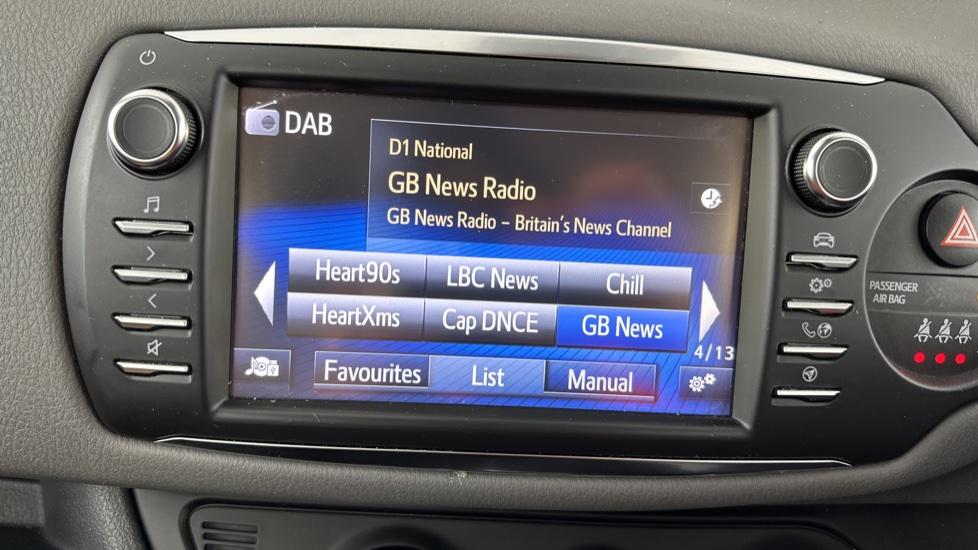 DAB
D1 National
GB News Radio
GB News Radio – Britain's News Channel
Heart90s LBC News Chill
HeartXms Cap DNCE GB News
4/13
Favourites List Manual
PASSENGER
AIR BAG